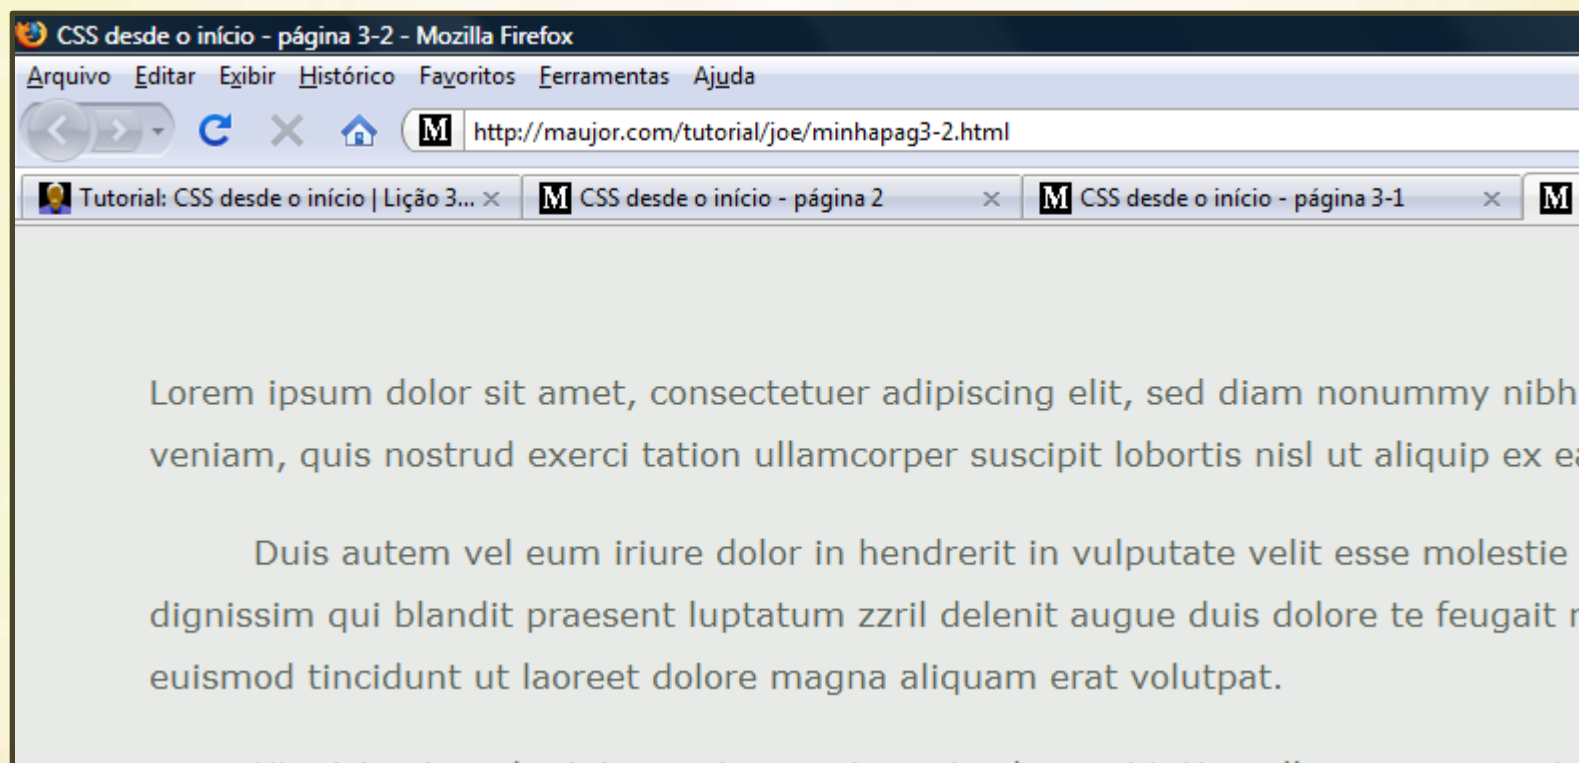 CSS desde o início - página 3-2 - Mozilla Firefox
Arquivo Editar Exibir Histórico Favoritos Ferramentas Ajuda
M http://maujor.com/tutorial/joe/minhapag3-2.html
Tutorial: CSS desde o início | Lição 3... M CSS desde o início - página 2 M CSS desde o início - página 3-1 M
Lorem ipsum dolor sit amet, consectetuer adipiscing elit, sed diam nonummy nibh
veniam, quis nostrud exerci tation ullamcorper suscipit lobortis nisl ut aliquip ex ea
Duis autem vel eum iriure dolor in hendrerit in vulputate velit esse molestie
dignissim qui blandit praesent luptatum zzril delenit augue duis dolore te feugait
euismod tincidunt ut laoreet dolore magna aliquam erat volutpat.